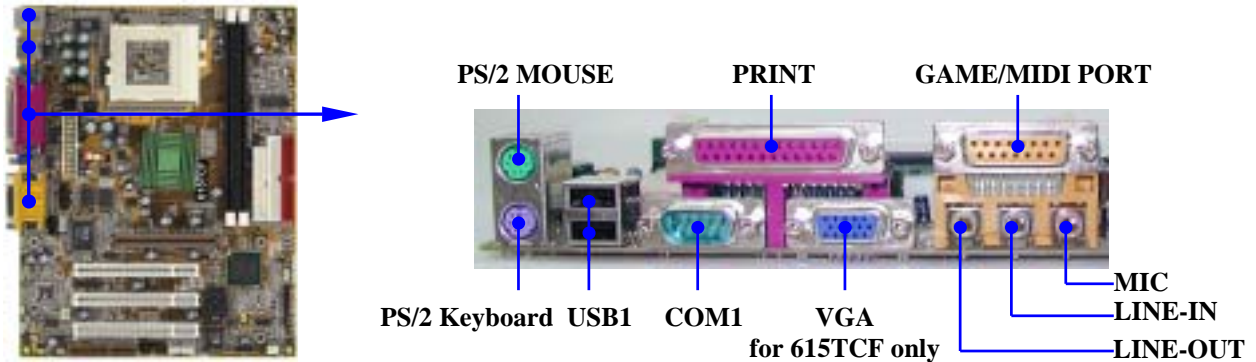 PS/2 MOUSE PRINT GAME/MIDI PORT
PS/2 Keyboard USB1 COM1 VGA
for 615TCF only
MIC
LINE-IN
LINE-OUT